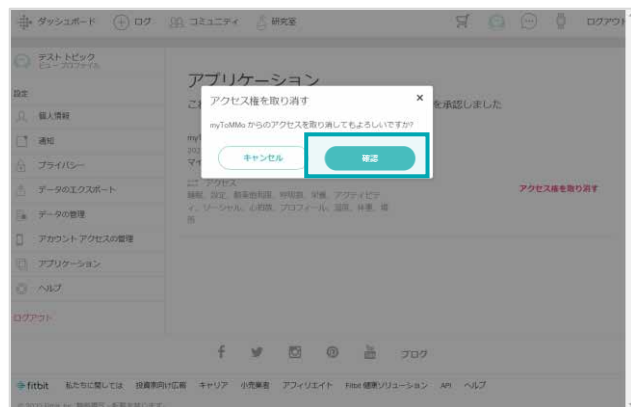 ダッシュボード ログ コミュニティ 研究室 ログアウト
テスト トピック
ビュー プロファイル
設定
個人情報
通知
プライバシー
データのエクスポート
データの管理
アカウント アクセスの管理
アプリケーション
ヘルプ
ログアウト
アプリケーション
を承認しました
アクセス権を取り消す ×
myToMMo からのアクセスを取り消してもよろしいですか?
キャンセル 確認
アクセス
アクセス権を取り消す
ブログ
fitbit 私たちに関しては 投資家向け広報 キャリア 小売業者 アフィリエイト Fitbit 健康ソリューション API ヘルプ